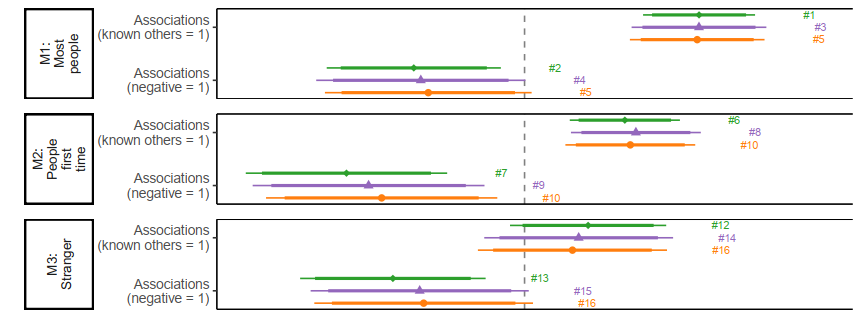 M1:
Most
people
Associations
(known others = 1)
#1
#3
#5
Associations
(negative = 1)
#2
#4
#5
M2:
People
first
time
Associations
(known others = 1)
#6
#8
#10
Associations
(negative = 1)
#7
#9
#10
M3:
Stranger
Associations
(known others = 1)
#12
#14
#16
Associations
(negative = 1)
#13
#15
#16